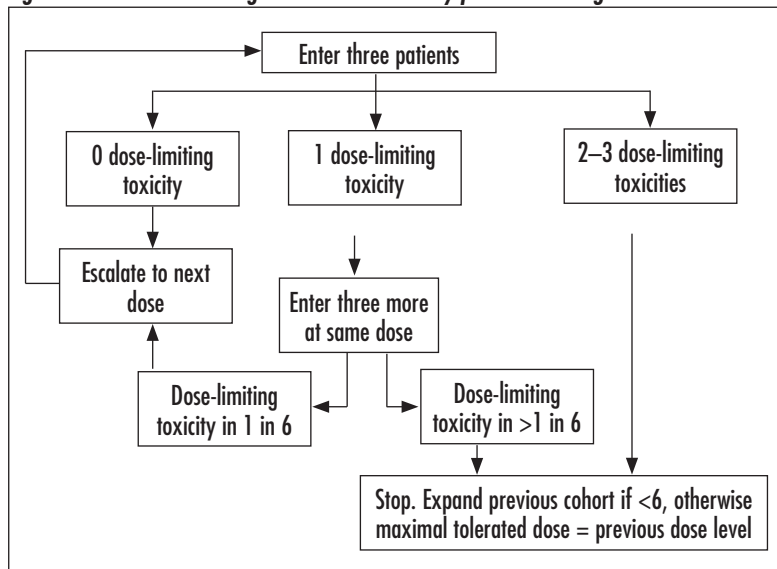 Enter three patients
0 dose-limiting
toxicity
1 dose-limiting
toxicity
2–3 dose-limiting
toxicities
Escalate to next
dose
Enter three more
at same dose
Dose-limiting
toxicity in 1 in 6
Dose-limiting
toxicity in >1 in 6
Stop. Expand previous cohort if <6, otherwise
maximal tolerated dose = previous dose level